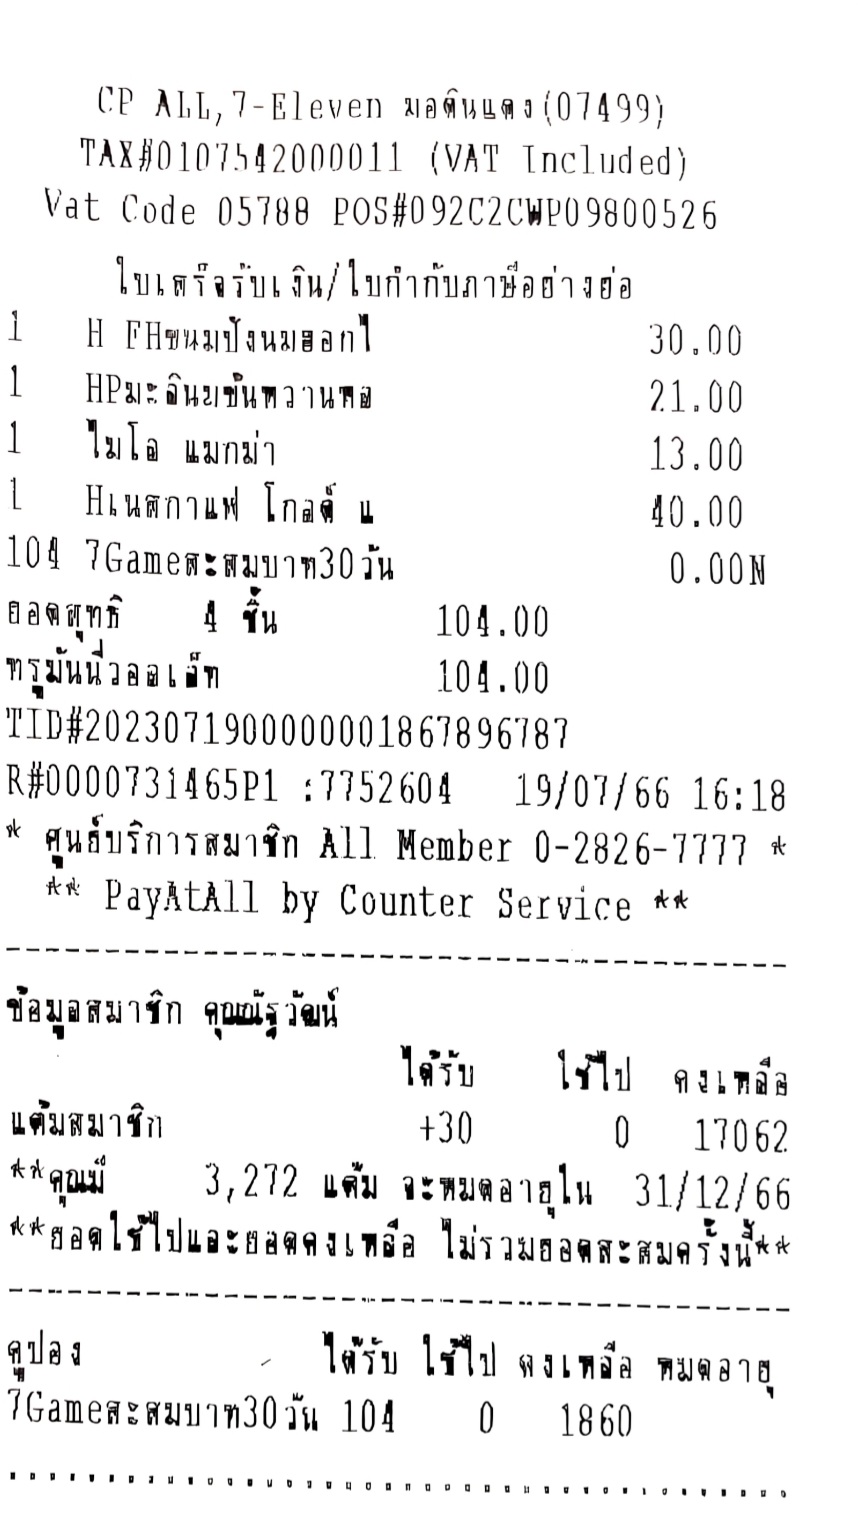 CP ALL,7-Eleven มอดินแดง(07499)
TAX#0107542000011 (VAT Included)
Vat Code 05788 POS#092C2CWP09800526
ใบเสร็จรับเงิน/ใบกำกับภาษีอย่างย่อ
1 H FHขนมปังนมฮอกไ 30.00
1 HPมะลินมข้นหวานหล 21.00
1 ไมโล แมกม่า 13.00
1 Hเนสกาแฟ โกลด์ แ 40.00
104 7Gameสะสมบาท30วัน 0.00N
ยอดสุทธิ 4 ชิ้น 104.00
ทรูมันนี่วอลเล็ท 104.00
TID#20230719000000001867896787
R#0000731465P1 :7752604 19/07/66 16:18
* ศูนย์บริการสมาชิก All Member 0-2826-7777 *
** PayAtAll by Counter Service **
ข้อมูลสมาชิก คุณณัฐวัฒน์
ได้รับ ใช้ไป คงเหลือ
แต้มสมาชิก +30 0 17062
**คุณมี 3,272 แต้ม จะหมดอายุใน 31/12/66
**ยอดใช้ไปและยอดคงเหลือ ไม่รวมยอดสะสมครั้งนี้**
คูปอง ได้รับ ใช้ไป คงเหลือ หมดอายุ
7Gameสะสมบาท30วัน 104 0 1860